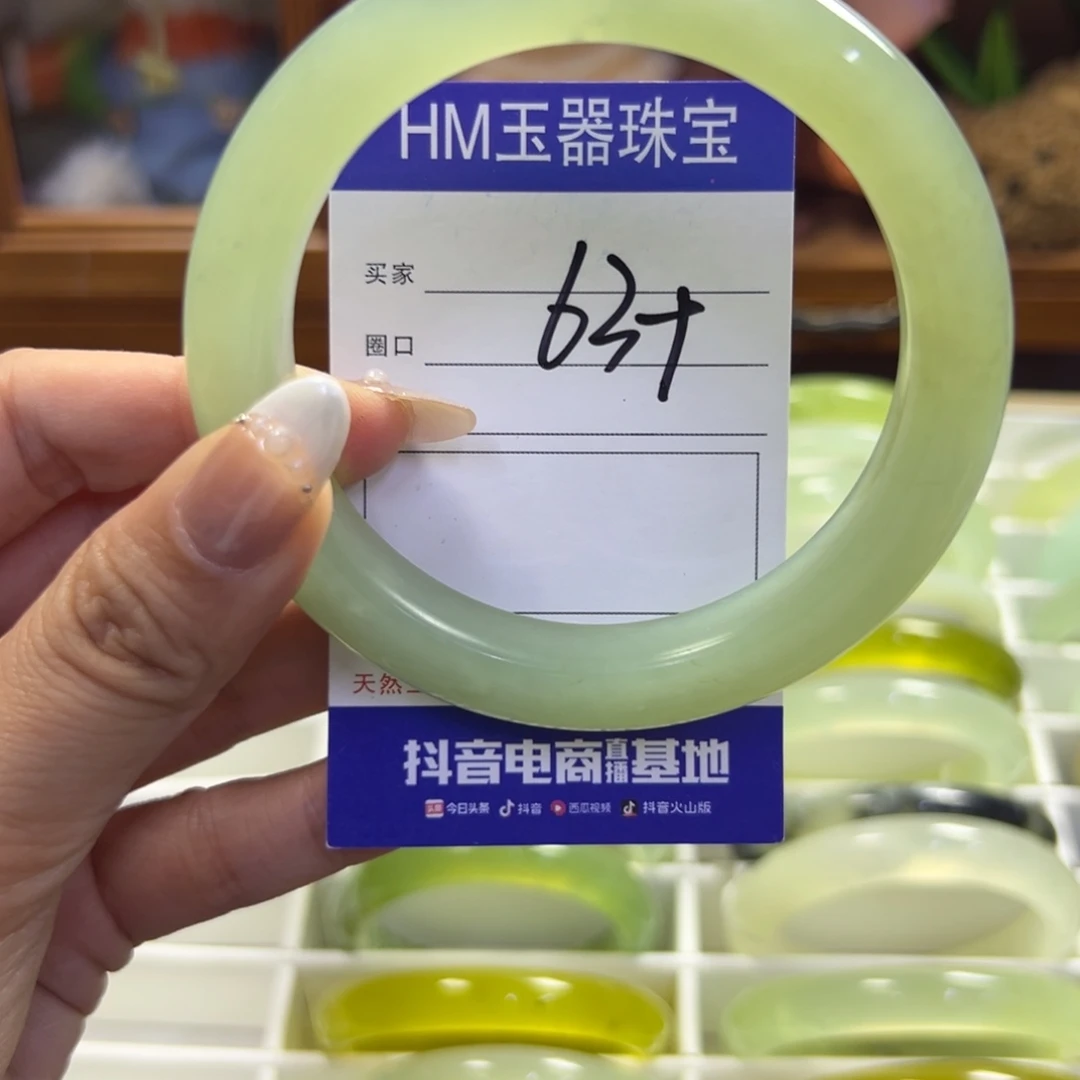 HM玉器珠宝
买家
63+
圈口
天然
抖音电商直播基地
今日头条 抖音 西瓜视频 抖音火山版